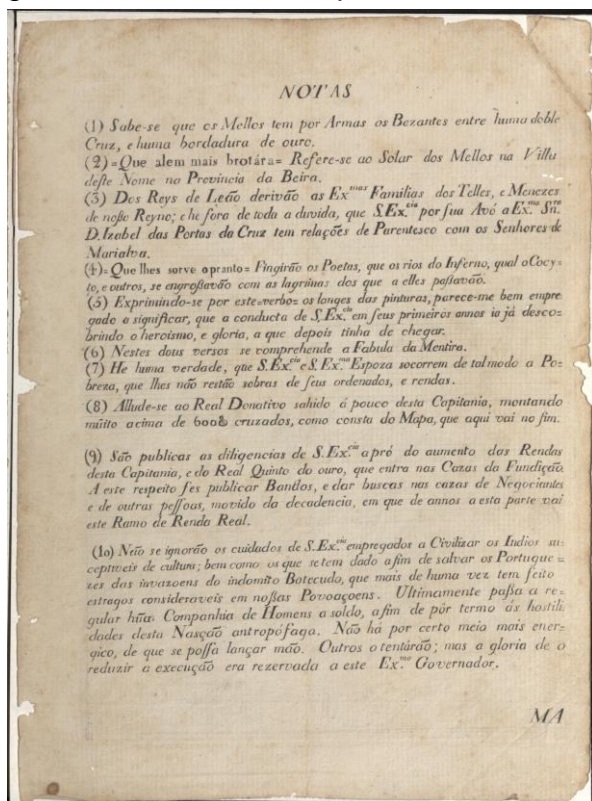 NOTAS
(1) Sabe-se que os Mellos tem por Armas os Bezantes entre huma doble
Cruz, e huma bordadura de ouro.
(2)=Que alem mais brotára= Refere-se ao Solar dos Mellos na Villa
deste Nome na Provincia da Beira.
(3) Dos Reys de Leão derivão as Ex.mas Familias dos Telles, e Menezes
de noßo Reyno; e he fora de toda a duvida, que S.Ex.cia por sua Avó a Ex.ma Sn.ra
D. Izabel das Portas da Cruz tem relações de Parentesco com os Senhores de
Marialva.
(4)=Que lhes serve o pranto= Fingirão os Poetas, que os rios do Inferno, qual o Cocy=
to, e outros, se engroßavão com as lagrimas dos que a elles paßavão.
(5) Exprimindo-se por este=verbo= os longes das pinturas, parece-me bem empre=
gado a significar, que a conducta de S.Ex.cia em seus primeiros annos ia já desco=
brindo o heroismo, e gloria, a que depois tinha de chegar.
(6) Nestes dous versos se comprehende a Fabula da Mentira.
(7) He huma verdade, que S.Ex.cia e S.Ex.ma Espoza socorrem de tal modo a Po=
breza, que lhes não restão sobras de seus ordenados, e rendas.
(8) Allude-se ao Real Donativo sahido á pouco desta Capitania, montando
muito acima de 600\$ cruzados, como consta do Mapa, que aqui vai no fim.
(9) São publicas as diligencias de S.Ex.cia a pró do aumento das Rendas
desta Capitania, e do Real Quinto do ouro, que entra nas Cazas da Fundição.
A este respeito fes publicar Bandos, e dar buscas nas cazas de Negociantes
e de outras peßoas, movido da decadencia, em que de annos a esta parte vai
este Ramo de Renda Real.
(10) Não se ignorão os cuidados de S.Ex.cia empregados a Civilizar os Indios sus
ceptiveis de cultura; bem como os que se tem dado a fim de salvar os Portugue=
zes das invazoens do indomito Botecudo, que mais de huma vez tem feito
estragos consideraveis em noßas Povoaçoens. Ultimamente paßa a re=
gular hũa Companhia de Homens a soldo, a fim de pôr termo ás hostili
dades desta Nasção antropófaga. Não há por certo meio mais ener=
gico, de que se poßa lançar mão. Outros o tentárão; mas a gloria de o
reduzir a execução era rezervada a este Ex.mo Governador.
MA